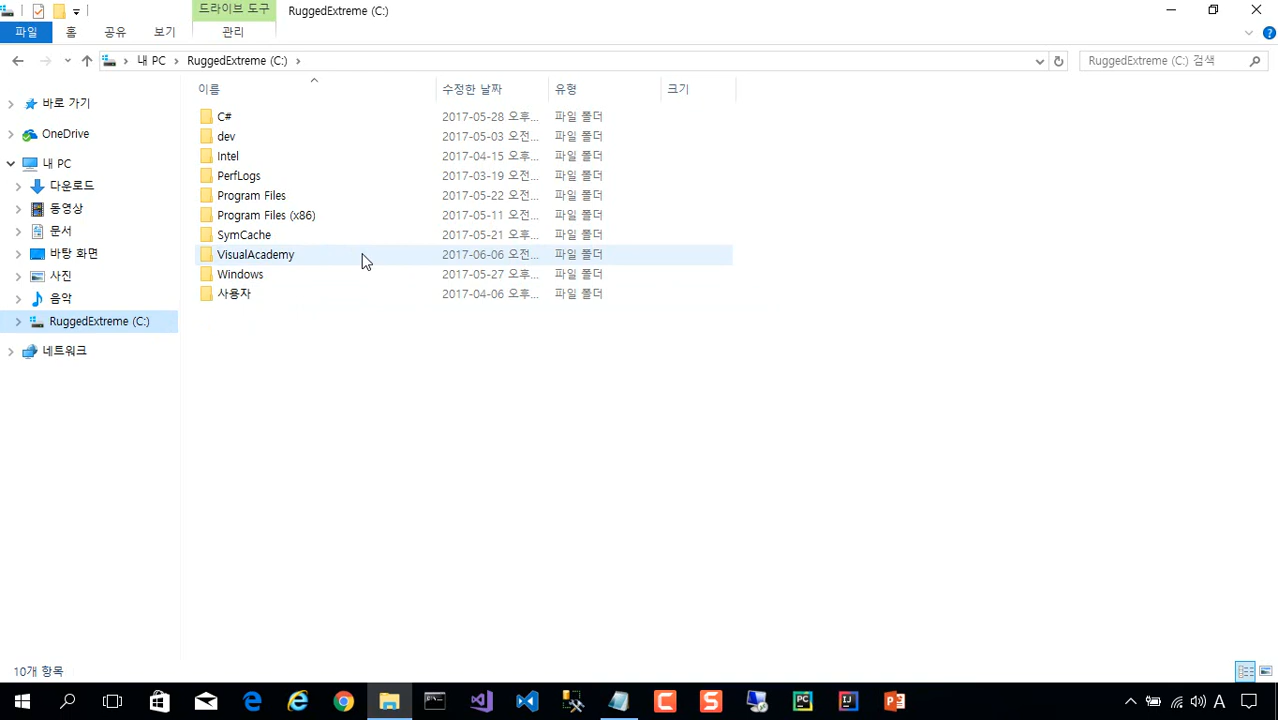 드라이브 도구
RuggedExtreme (C:)
파일
홈
공유
보기
관리
내 PC
RuggedExtreme (C:)
RuggedExtreme (C:) 검색
이름
수정한 날짜
유형
크기
바로 가기
OneDrive
내 PC
다운로드
동영상
문서
바탕 화면
사진
음악
RuggedExtreme (C:)
네트워크
C# 2017-05-28 오후... 파일 폴더
dev 2017-05-03 오전... 파일 폴더
Intel 2017-04-15 오후... 파일 폴더
PerfLogs 2017-03-19 오전... 파일 폴더
Program Files 2017-05-22 오전... 파일 폴더
Program Files (x86) 2017-05-11 오전... 파일 폴더
SymCache 2017-05-21 오후... 파일 폴더
VisualAcademy 2017-06-06 오전... 파일 폴더
Windows 2017-05-27 오후... 파일 폴더
사용자 2017-04-06 오후... 파일 폴더
10개 항목
A